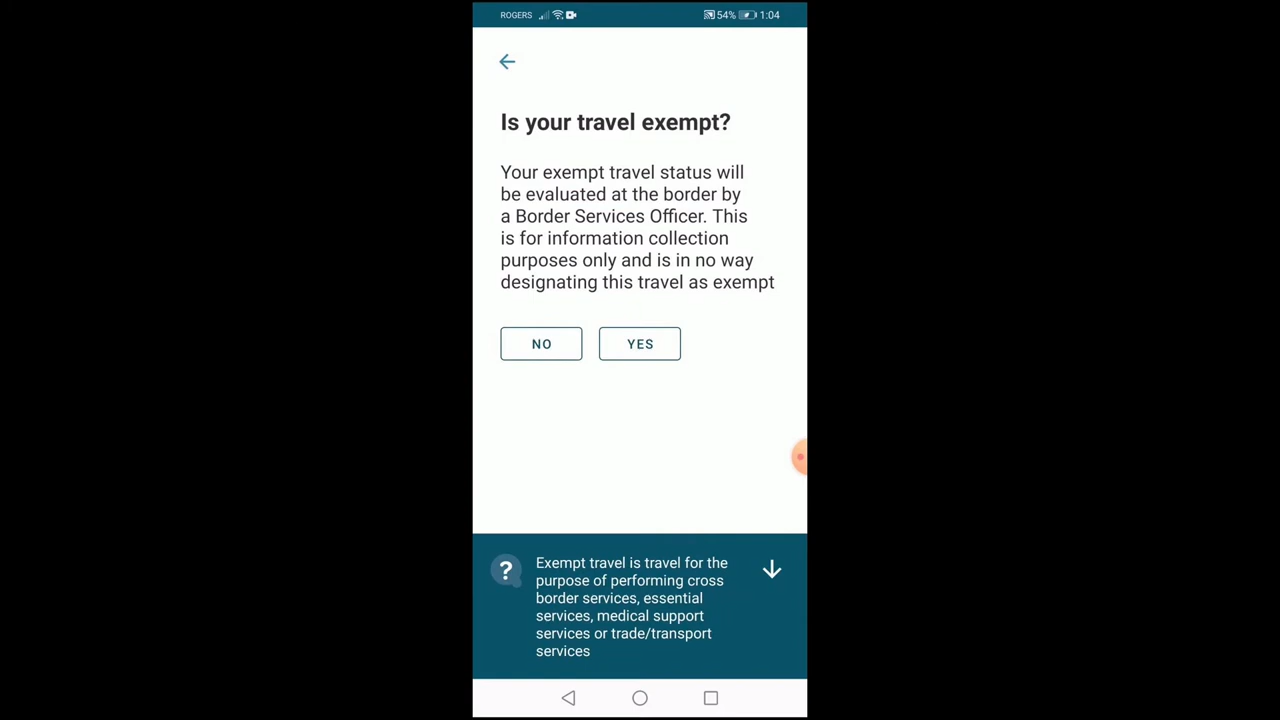 ROGERS 54% 1:04
Is your travel exempt?
Your exempt travel status will
be evaluated at the border by
a Border Services Officer. This
is for information collection
purposes only and is in no way
designating this travel as exempt
NO YES
? Exempt travel is travel for the
purpose of performing cross
border services, essential
services, medical support
services or trade/transport
services